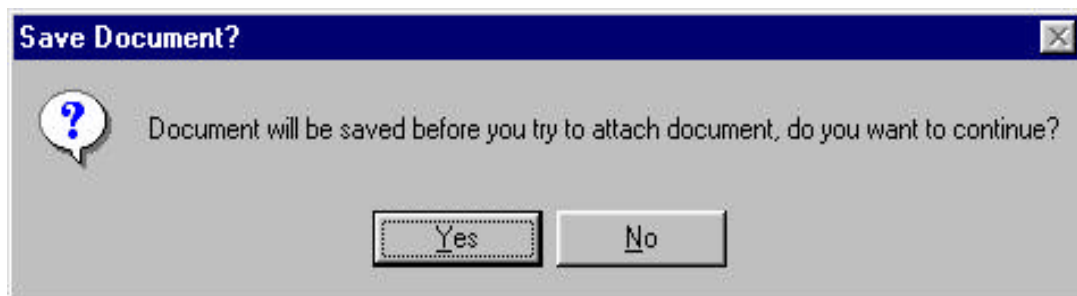 Save Document?
Document will be saved before you try to attach document, do you want to continue?
Yes No